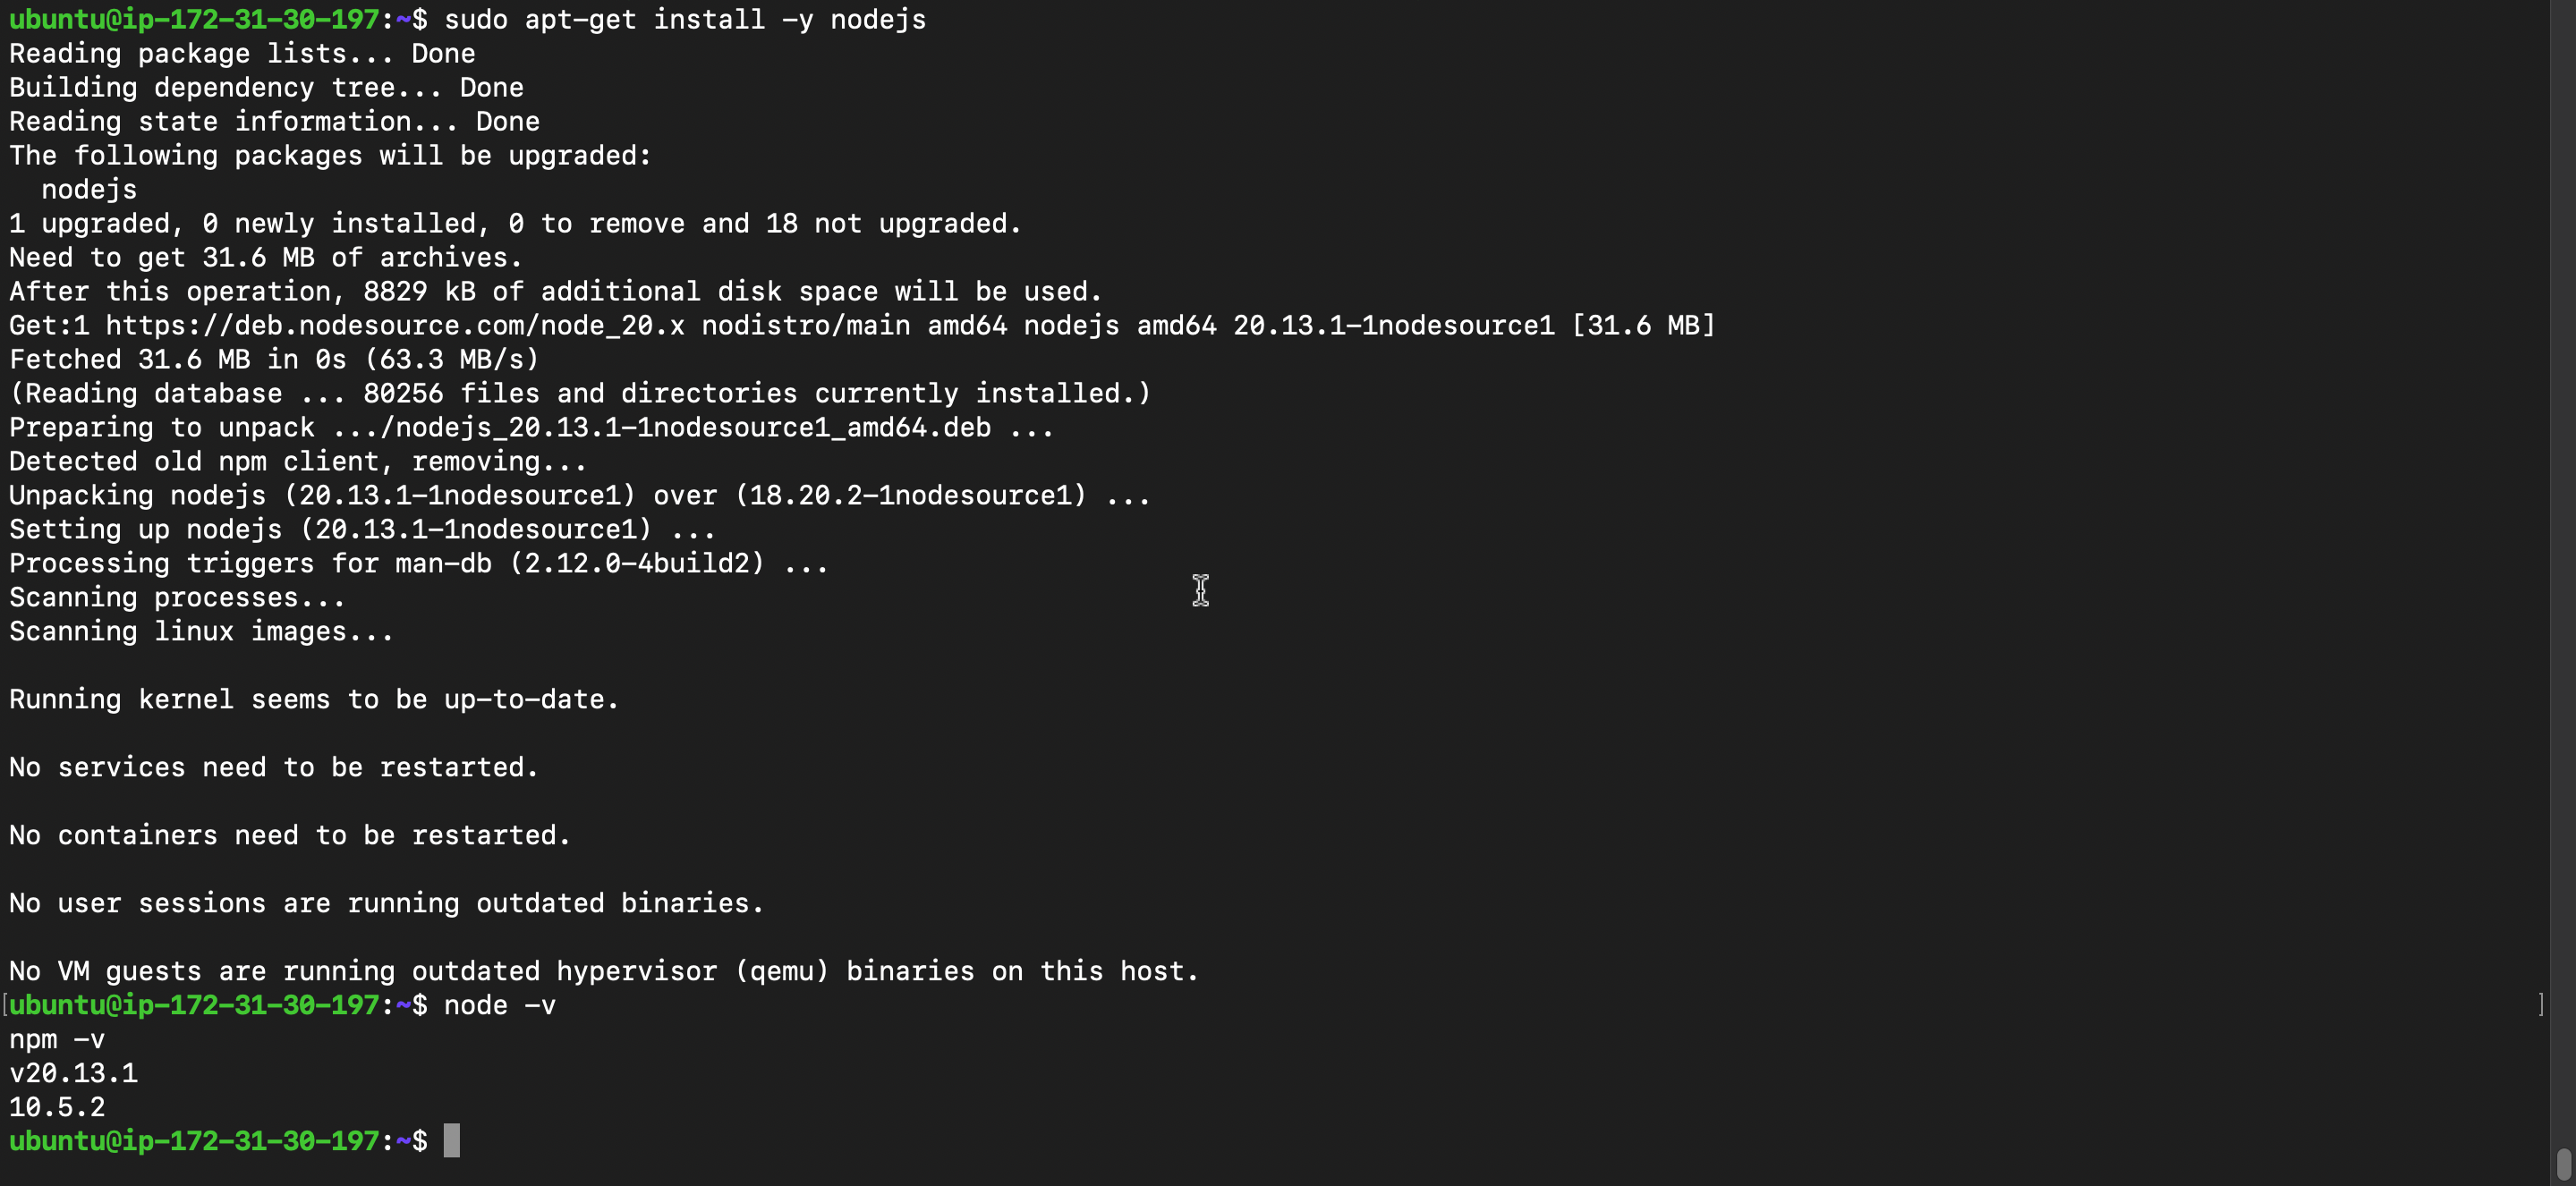 ubuntu@ip-172-31-30-197:~$ sudo apt-get install -y nodejs
Reading package lists... Done
Building dependency tree... Done
Reading state information... Done
The following packages will be upgraded:
  nodejs
1 upgraded, 0 newly installed, 0 to remove and 18 not upgraded.
Need to get 31.6 MB of archives.
After this operation, 8829 kB of additional disk space will be used.
Get:1 https://deb.nodesource.com/node_20.x nodistro/main amd64 nodejs amd64 20.13.1-1nodesource1 [31.6 MB]
Fetched 31.6 MB in 0s (63.3 MB/s)
(Reading database ... 80256 files and directories currently installed.)
Preparing to unpack .../nodejs_20.13.1-1nodesource1_amd64.deb ...
Detected old npm client, removing...
Unpacking nodejs (20.13.1-1nodesource1) over (18.20.2-1nodesource1) ...
Setting up nodejs (20.13.1-1nodesource1) ...
Processing triggers for man-db (2.12.0-4build2) ...
Scanning processes...
Scanning linux images...
Running kernel seems to be up-to-date.
No services need to be restarted.
No containers need to be restarted.
No user sessions are running outdated binaries.
No VM guests are running outdated hypervisor (qemu) binaries on this host.
[ubuntu@ip-172-31-30-197:~$ node -v ]
npm -v
v20.13.1
10.5.2
ubuntu@ip-172-31-30-197:~$